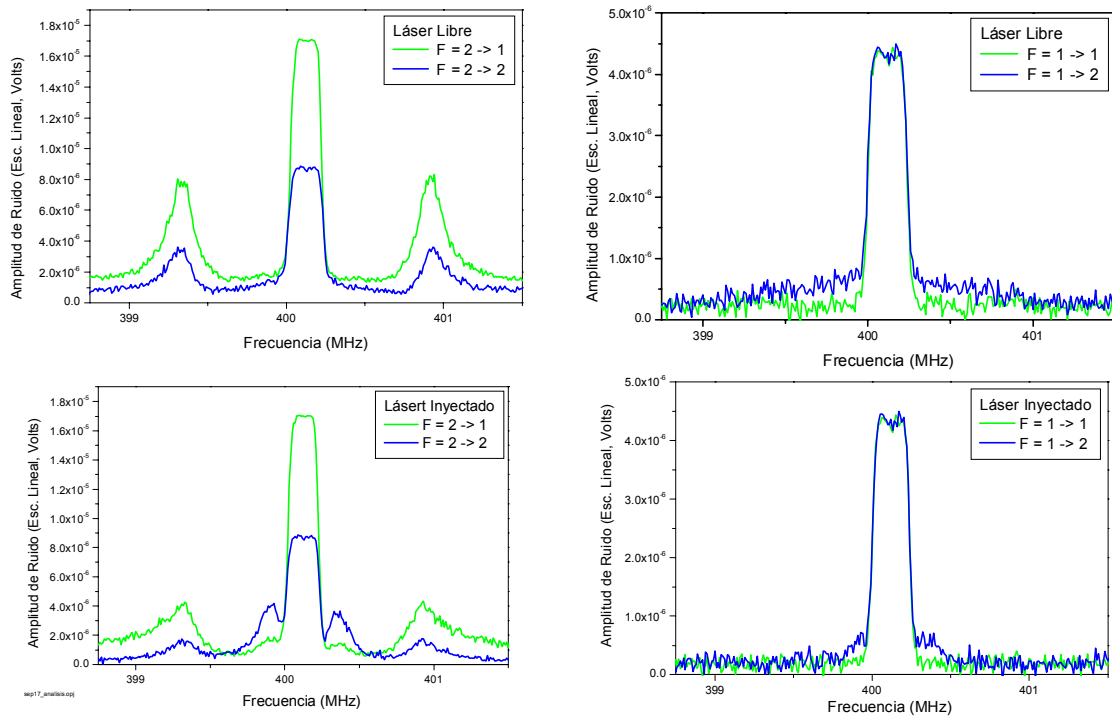 Amplitud de Ruido (Esc. Lineal, Volts)
1.8x10⁻⁵
1.6x10⁻⁵
1.4x10⁻⁵
1.2x10⁻⁵
1.0x10⁻⁵
8.0x10⁻⁶
6.0x10⁻⁶
4.0x10⁻⁶
2.0x10⁻⁶
0.0
Láser Libre
F = 2 -> 1
F = 2 -> 2
399
400
401
Frecuencia (MHz)
Amplitud de Ruido (Esc. Lineal, Volts)
5.0x10⁻⁶
4.0x10⁻⁶
3.0x10⁻⁶
2.0x10⁻⁶
1.0x10⁻⁶
0.0
Láser Libre
F = 1 -> 1
F = 1 -> 2
399
400
401
Frecuencia (MHz)
Amplitud de Ruido (Esc. Lineal, Volts)
1.8x10⁻⁵
1.6x10⁻⁵
1.4x10⁻⁵
1.2x10⁻⁵
1.0x10⁻⁵
8.0x10⁻⁶
6.0x10⁻⁶
4.0x10⁻⁶
2.0x10⁻⁶
0.0
Lásert Inyectado
F = 2 -> 1
F = 2 -> 2
399
400
401
Frecuencia (MHz)
sep17_analisis.opj
Amplitud de Ruido (Esc. Lineal, Volts)
5.0x10⁻⁶
4.0x10⁻⁶
3.0x10⁻⁶
2.0x10⁻⁶
1.0x10⁻⁶
0.0
Láser Inyectado
F = 1 -> 1
F = 1 -> 2
399
400
401
Frecuencia (MHz)